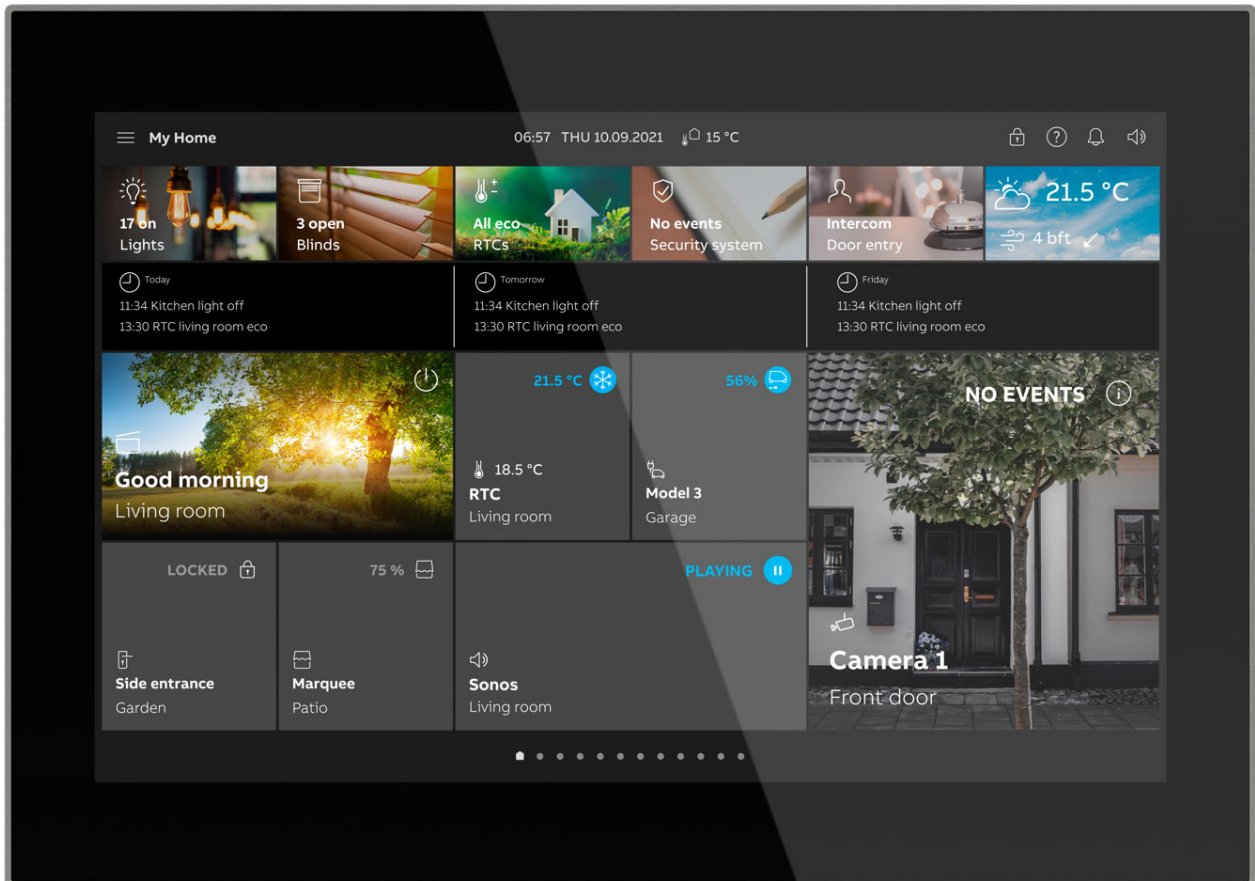 My Home
06:57 THU 10.09.2021 15 °C
17 on
Lights
3 open
Blinds
All eco
RTCs
No events
Security system
Intercom
Door entry
21.5 °C
4 bft
Today
11:34 Kitchen light off
13:30 RTC living room eco
Tomorrow
11:34 Kitchen light off
13:30 RTC living room eco
Friday
11:34 Kitchen light off
13:30 RTC living room eco
Good morning
Living room
21.5 °C
18.5 °C
RTC
Living room
56%
Model 3
Garage
NO EVENTS
Camera 1
Front door
LOCKED
Side entrance
Garden
75 %
Marquee
Patio
PLAYING
Sonos
Living room